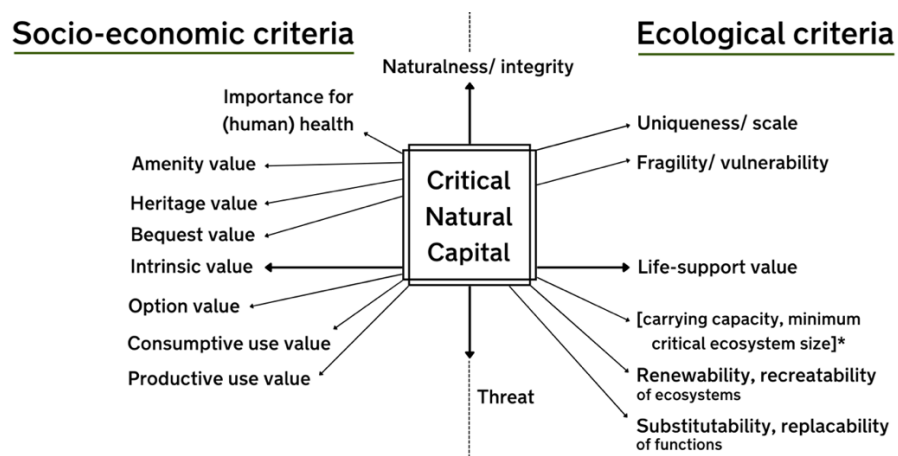 Socio-economic criteria
Ecological criteria
Naturalness/ integrity
Importance for
(human) health
Amenity value
Heritage value
Bequest value
Intrinsic value
Option value
Consumptive use value
Productive use value
Critical
Natural
Capital
Uniqueness/ scale
Fragility/ vulnerability
Life-support value
[carrying capacity, minimum
critical ecosystem size]*
Renewability, recreatability
of ecosystems
Substitutability, replacability
of functions
Threat